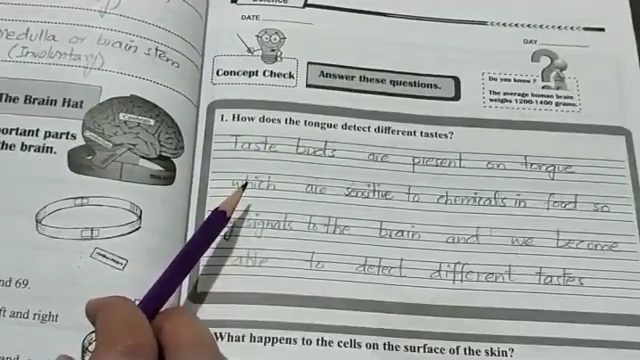 medulla or brain stem
(Involuntary)
The Brain Hat
portant parts
the brain.
Cerebrum
nd 69.
ft and right
and
Science
DATE
DAY
Concept Check
Answer these questions.
Do you know?
The average human brain
weighs 1200-1400 grams.
1. How does the tongue detect different tastes?
Taste buds are present on tongue
which are sensitive to chemicals in food so
signals to the brain and we become
able to detect different tastes
What happens to the cells on the surface of the skin?